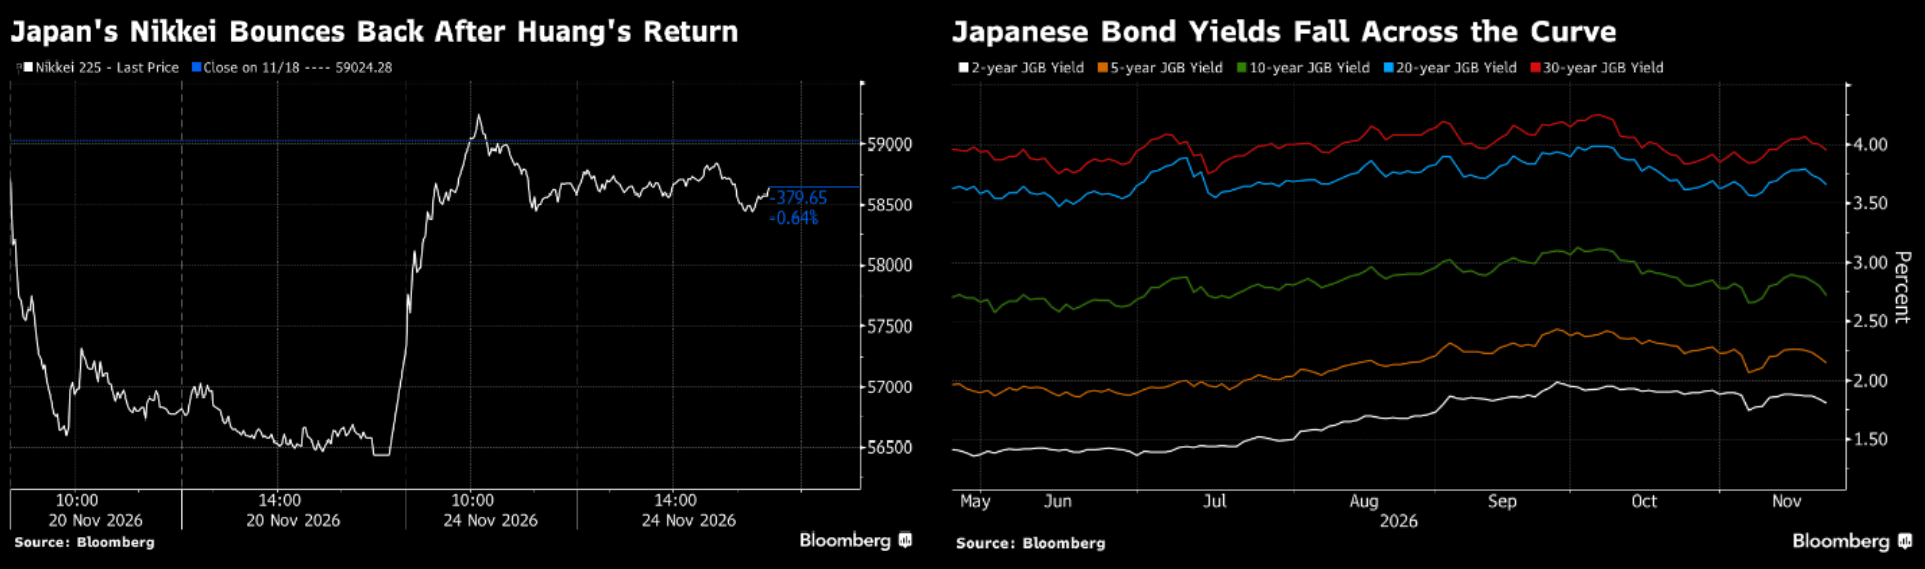 Japan's Nikkei Bounces Back After Huang's Return
Nikkei 225 - Last Price Close on 11/18 ---- 59024.28
59000
58500
58000
57500
57000
56500
-379.65
-0.64%
10:00 14:00 10:00 14:00
20 Nov 2026 20 Nov 2026 24 Nov 2026 24 Nov 2026
Source: Bloomberg
Bloomberg
Japanese Bond Yields Fall Across the Curve
2-year JGB Yield 5-year JGB Yield 10-year JGB Yield 20-year JGB Yield 30-year JGB Yield
4.00
3.50
3.00
2.50
2.00
1.50
Percent
May Jun Jul Aug Sep Oct Nov
2026
Source: Bloomberg
Bloomberg